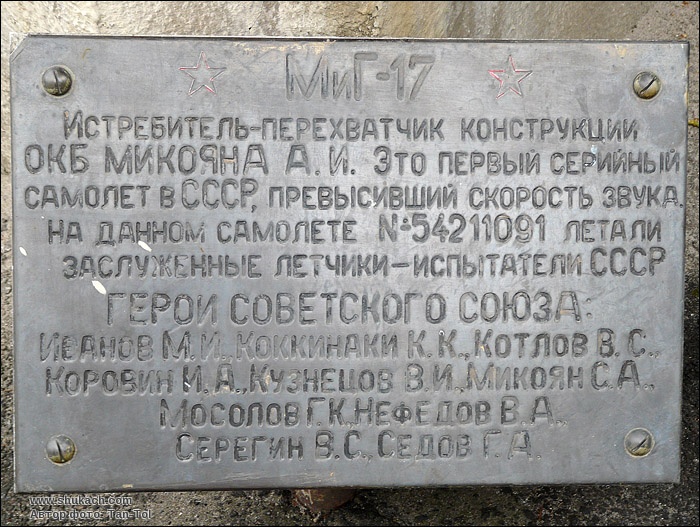 МиГ-17
Истребитель-перехватчик конструкции
ОКБ Микояна А.И. Это первый серийный
самолет в СССР, превысивший скорость звука.
На данном самолете №54211091 летали
заслуженные летчики-испытатели СССР
Герои Советского Союза:
Иванов М.И., Коккинаки К.К., Котлов В.С.,
Коровин И.А., Кузнецов В.И., Микоян С.А.,
Мосолов Г.К., Нефедов В.А.,
Серегин В.С., Седов Г.А.
www.shukach.com
Автор фото: Tan-Tol